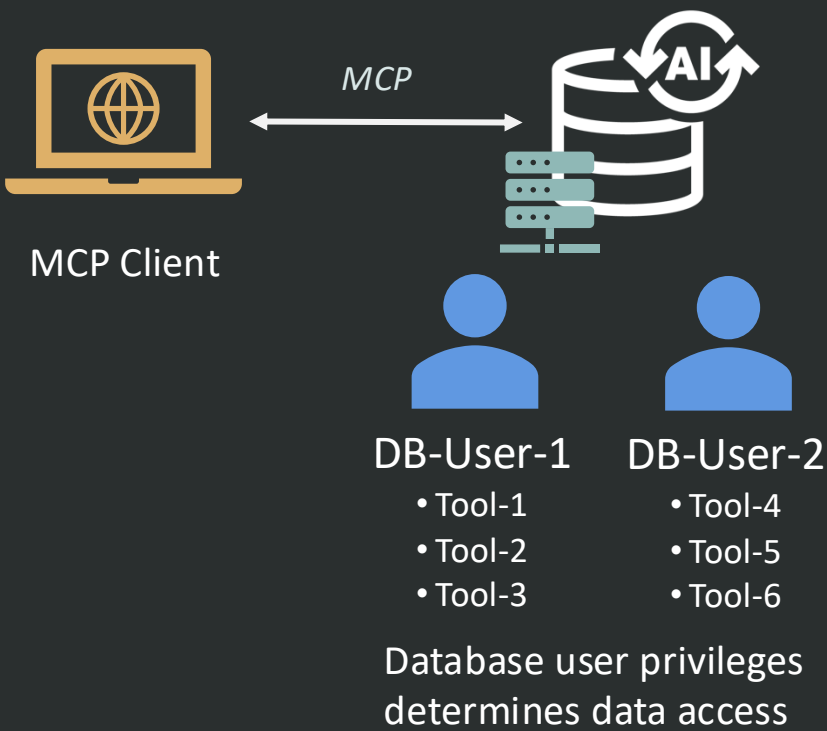 AI
MCP
MCP Client
DB-User-1
• Tool-1
• Tool-2
• Tool-3
DB-User-2
• Tool-4
• Tool-5
• Tool-6
Database user privileges
determines data access